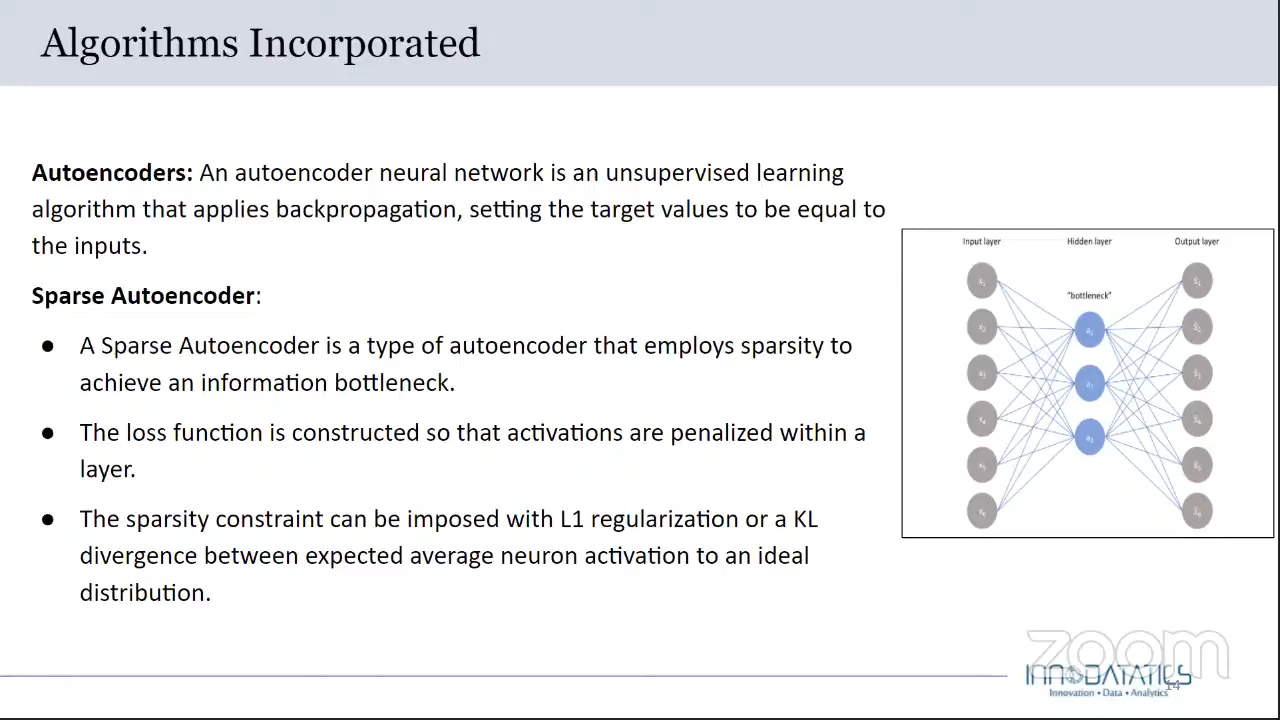 Algorithms Incorporated
Autoencoders: An autoencoder neural network is an unsupervised learning
algorithm that applies backpropagation, setting the target values to be equal to
the inputs.
Sparse Autoencoder:
● A Sparse Autoencoder is a type of autoencoder that employs sparsity to
achieve an information bottleneck.
● The loss function is constructed so that activations are penalized within a
layer.
● The sparsity constraint can be imposed with L1 regularization or a KL
divergence between expected average neuron activation to an ideal
distribution.
Input layer Hidden layer Output layer
"bottleneck"
zoom
INNODATATICS
14
Innovation • Data • Analytics